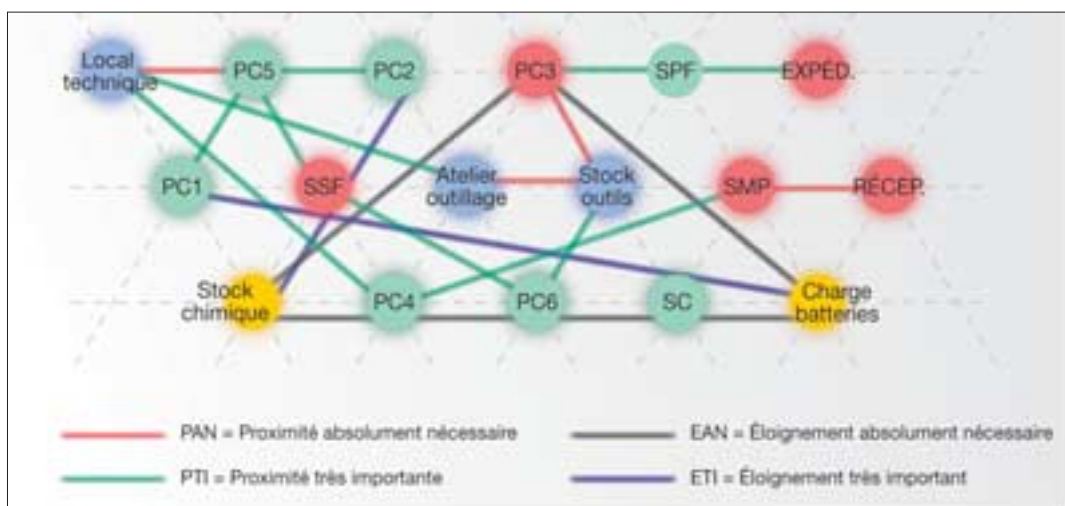 Local
technique
PC5
PC2
PC3
SPF
EXPÉD.
PC1
SSF
Atelier
outillage
Stock
outils
SMP
RÉCEP.
Stock
chimique
PC4
PC6
SC
Charge
batteries
PAN = Proximité absolument nécessaire
EAN = Éloignement absolument nécessaire
PTI = Proximité très importante
ETI = Éloignement très important